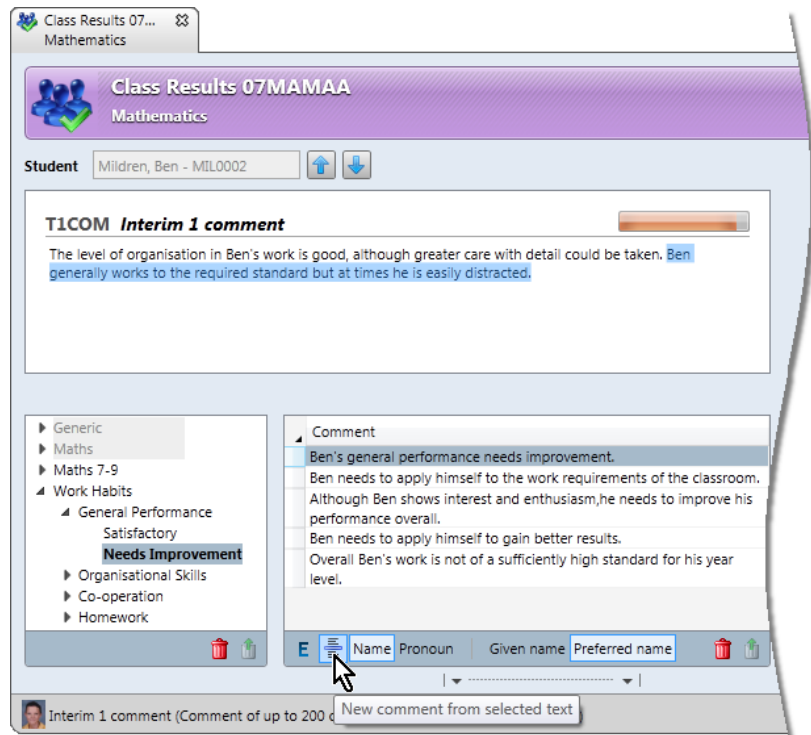 Class Results 07...
Mathematics
Class Results 07MAMAA
Mathematics
Student Mildren, Ben - MIL0002
T1COM Interim 1 comment
The level of organisation in Ben's work is good, although greater care with detail could be taken. Ben
generally works to the required standard but at times he is easily distracted.
Generic
Maths
Maths 7-9
Work Habits
General Performance
Satisfactory
Needs Improvement
Organisational Skills
Co-operation
Homework
Comment
Ben's general performance needs improvement.
Ben needs to apply himself to the work requirements of the classroom.
Although Ben shows interest and enthusiasm,he needs to improve his
performance overall.
Ben needs to apply himself to gain better results.
Overall Ben's work is not of a sufficiently high standard for his year
level.
E Name Pronoun Given name Preferred name
New comment from selected text
Interim 1 comment (Comment of up to 200